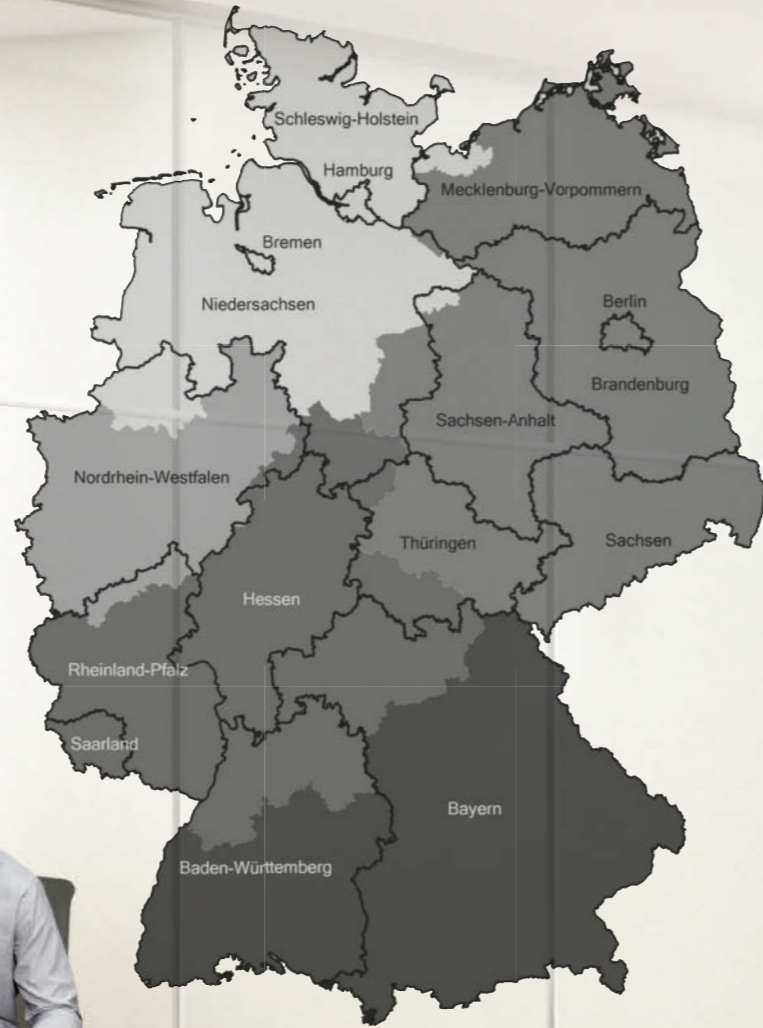 Schleswig-Holstein
Hamburg
Mecklenburg-Vorpommern
Bremen
Niedersachsen
Berlin
Brandenburg
Sachsen-Anhalt
Nordrhein-Westfalen
Thüringen
Sachsen
Hessen
Rheinland-Pfalz
Saarland
Bayern
Baden-Württemberg